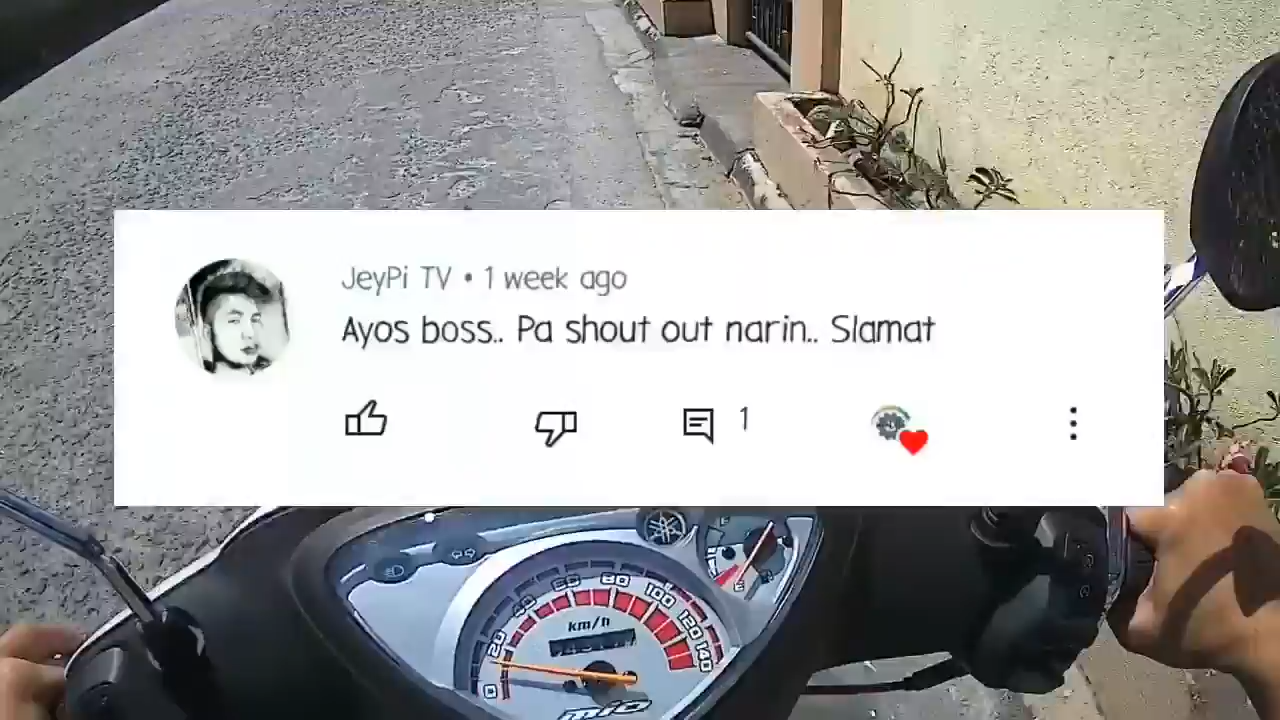 JeyPi TV • 1 week ago
Ayos boss.. Pa shout out narin.. Slamat
1
km/h
0 20 40 60 80 100 120 140
E
mio